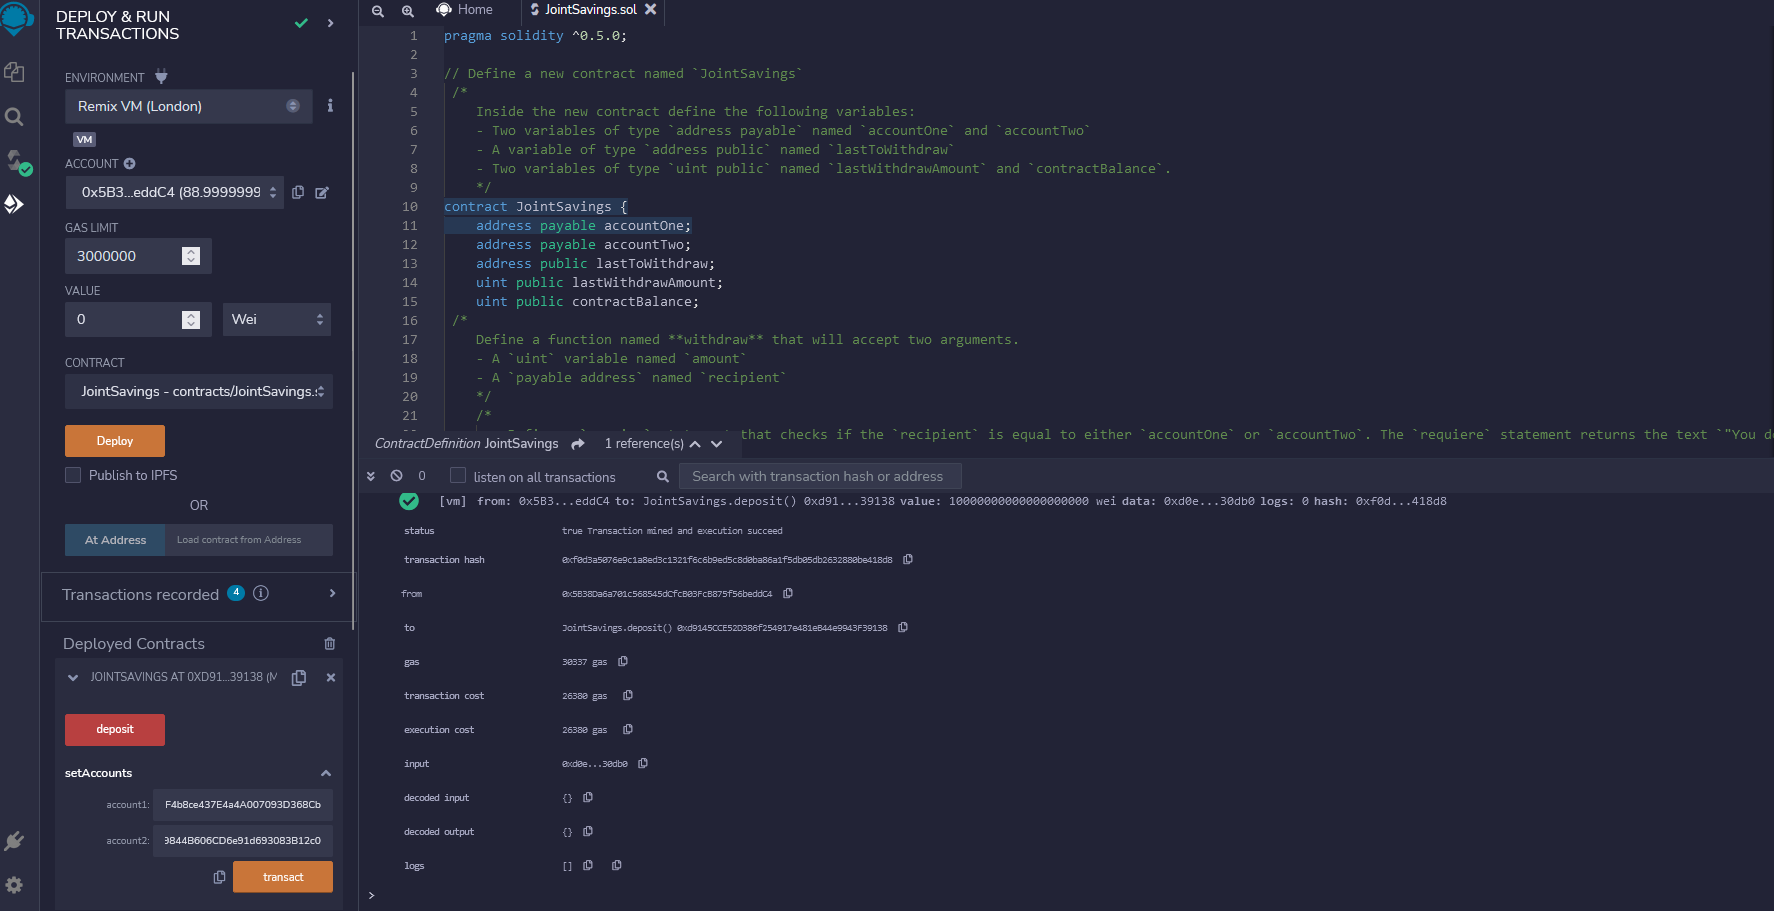 DEPLOY & RUN
TRANSACTIONS
ENVIRONMENT
Remix VM (London)
VM
ACCOUNT
0x5B3...eddC4 (88.9999999
GAS LIMIT
3000000
VALUE
0
Wei
CONTRACT
JointSavings - contracts/JointSavings.s
Deploy
Publish to IPFS
OR
At Address
Load contract from Address
Transactions recorded 4 i
Deployed Contracts
JOINTSAVINGS AT 0XD91...39138 (M
deposit
setAccounts
account1: F4b8ce437E4a4A007093D368Cb
account2: 9844B606CD6e91d693083B12c0
transact
Home
JointSavings.sol
1 pragma solidity ^0.5.0;
2
3 // Define a new contract named `JointSavings`
4 /*
5 Inside the new contract define the following variables:
6 - Two variables of type `address payable` named `accountOne` and `accountTwo`
7 - A variable of type `address public` named `lastToWithdraw`
8 - Two variables of type `uint public` named `lastWithdrawAmount` and `contractBalance`.
9 */
10 contract JointSavings {
11 address payable accountOne;
12 address payable accountTwo;
13 address public lastToWithdraw;
14 uint public lastWithdrawAmount;
15 uint public contractBalance;
16 /*
17 Define a function named **withdraw** that will accept two arguments.
18 - A `uint` variable named `amount`
19 - A `payable address` named `recipient`
20 */
21 /*
that checks if the `recipient` is equal to either `accountOne` or `accountTwo`. The `requiere` statement returns the text `"You d
ContractDefinition JointSavings 1 reference(s)
0 listen on all transactions Search with transaction hash or address
[vm] from: 0x5B3...eddC4 to: JointSavings.deposit() 0xd91...39138 value: 10000000000000000000 wei data: 0xd0e...30db0 logs: 0 hash: 0xf0d...418d8
status true Transaction mined and execution succeed
transaction hash 0xf0d3a5076e9c1a8ed3c1321f6c6b9ed5c8d0ba86a1f5db05db2632880be418d8
from 0x5B38Da6a701c568545dCfcB03FcB875f56beddC4
to JointSavings.deposit() 0xd9145CCE52D386f254917e481eB44e9943F39138
gas 30337 gas
transaction cost 26380 gas
execution cost 26380 gas
input 0xd0e...30db0
decoded input {}
decoded output {}
logs []
>